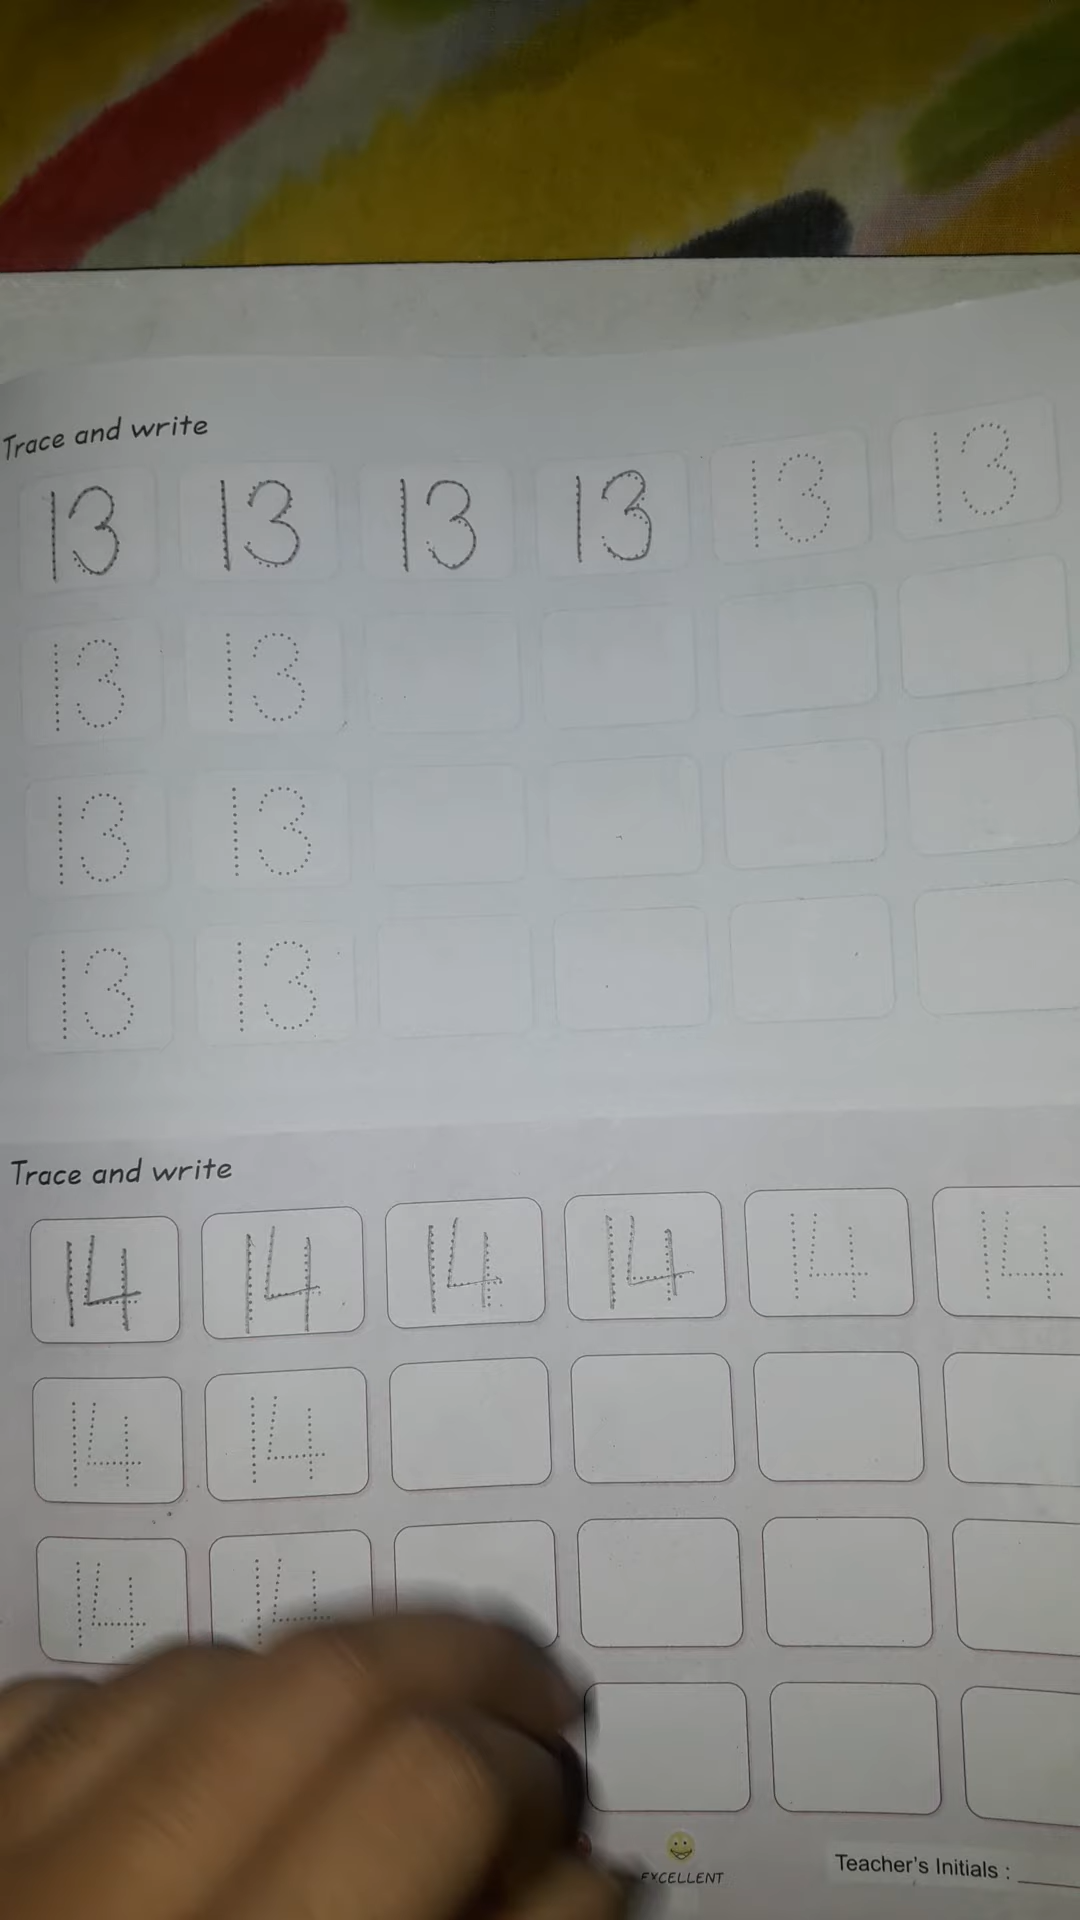 Trace and write
13 13 13 13 13 13
13 13
13 13
13 13
Trace and write
14 14 14 14 14 14
14 14
14 14
EXCELLENT
Teacher's Initials :